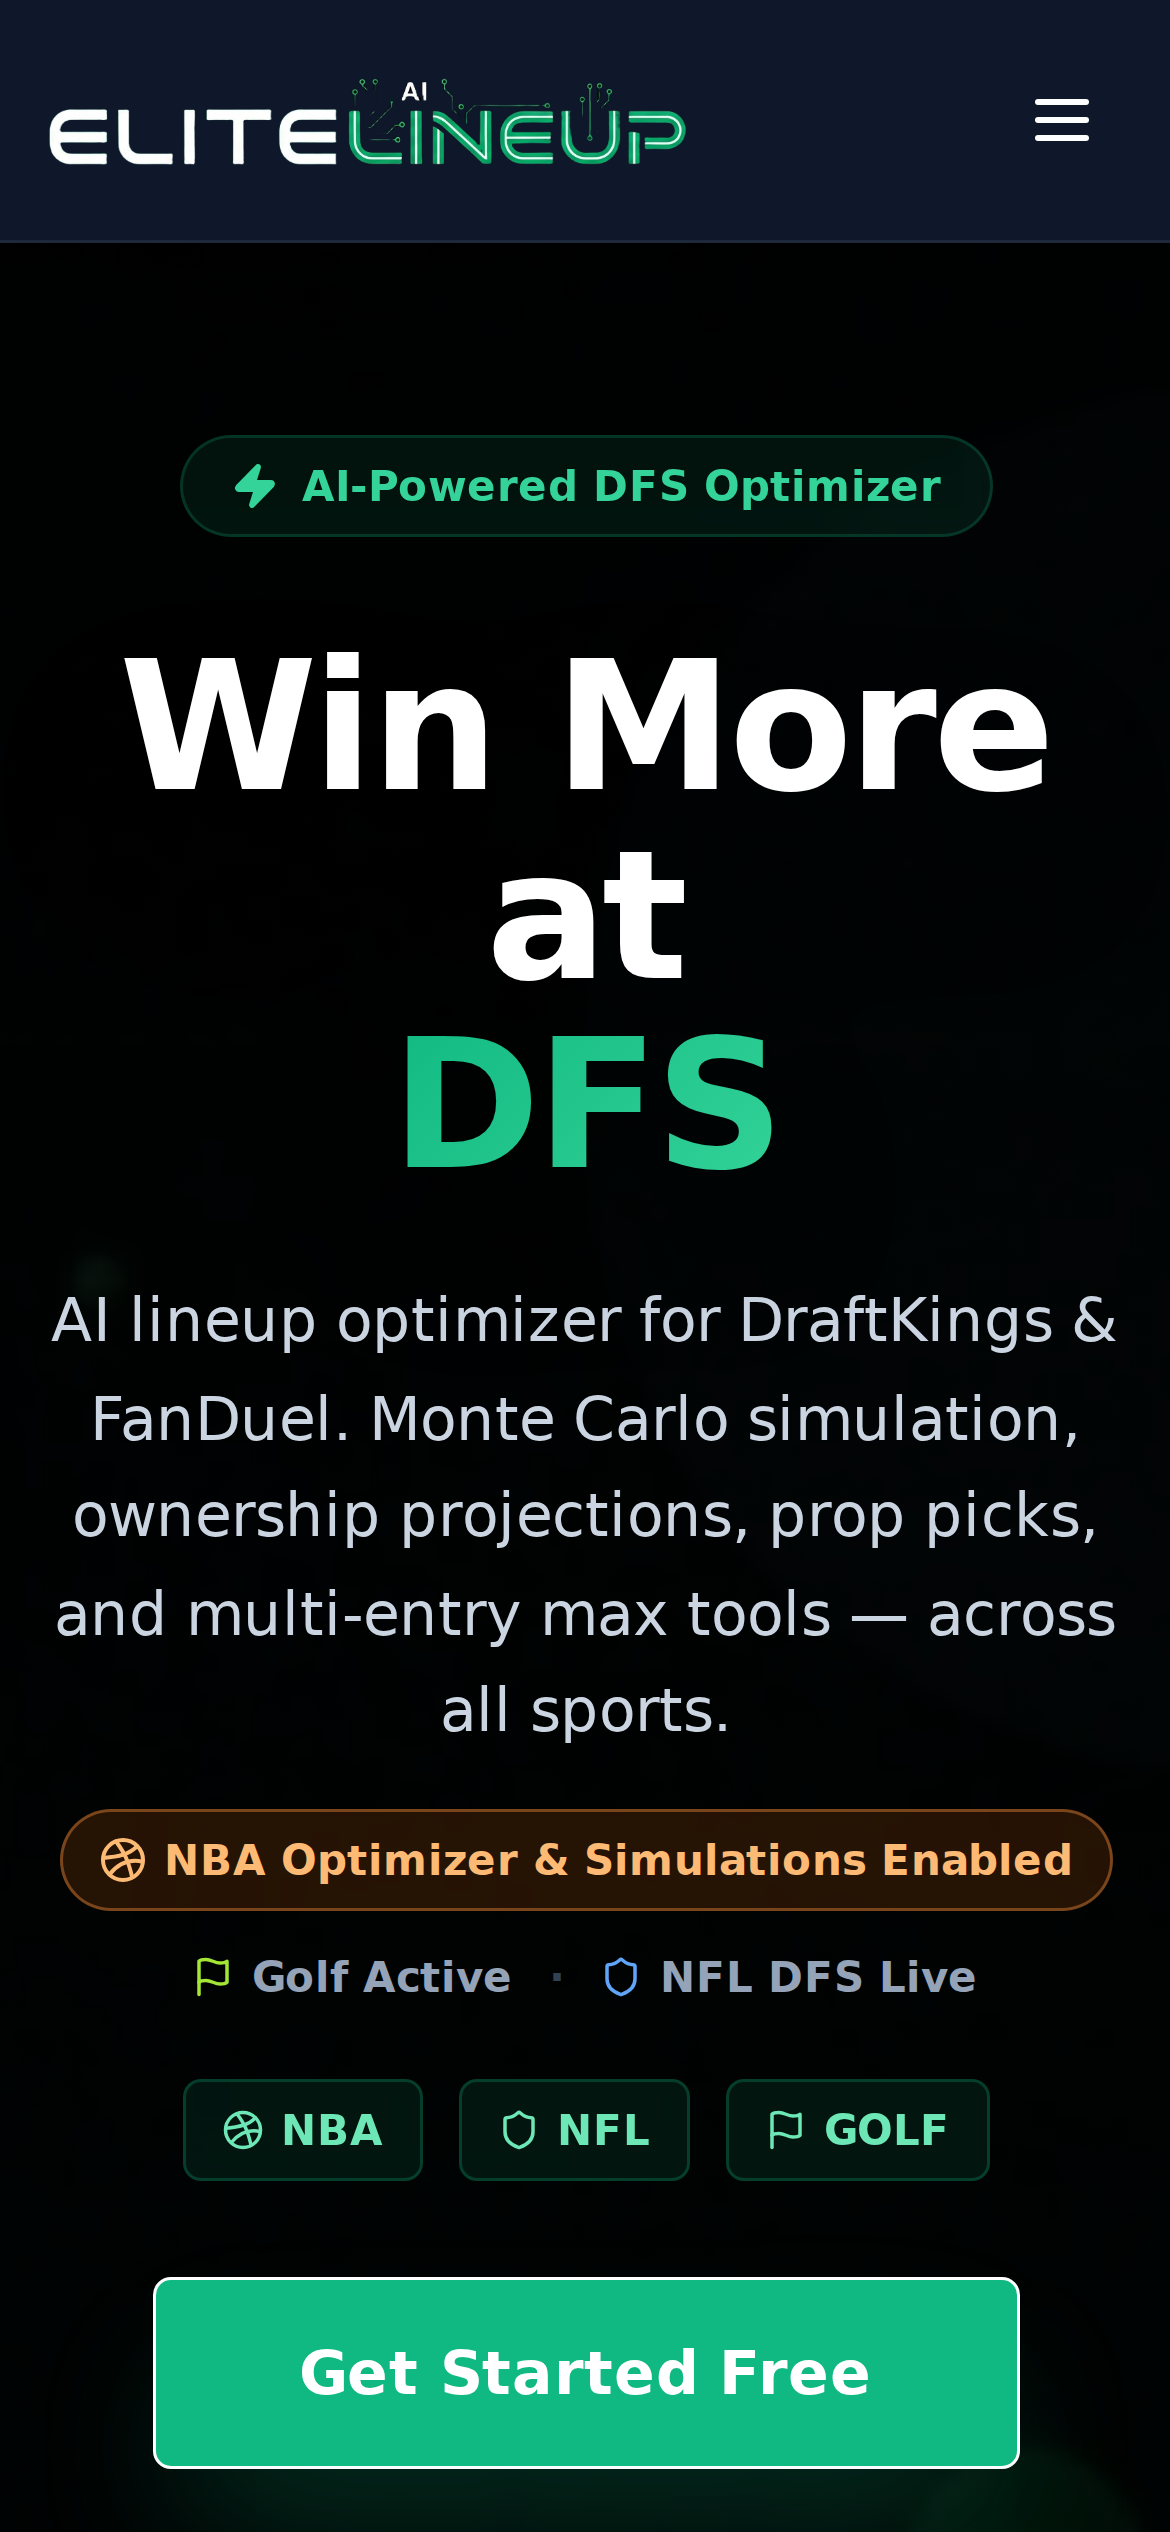 AI
ELITELINEUP
AI-Powered DFS Optimizer
Win More
at
DFS
AI lineup optimizer for DraftKings &
FanDuel. Monte Carlo simulation,
ownership projections, prop picks,
and multi-entry max tools — across
all sports.
NBA Optimizer & Simulations Enabled
Golf Active · NFL DFS Live
NBA NFL GOLF
Get Started Free